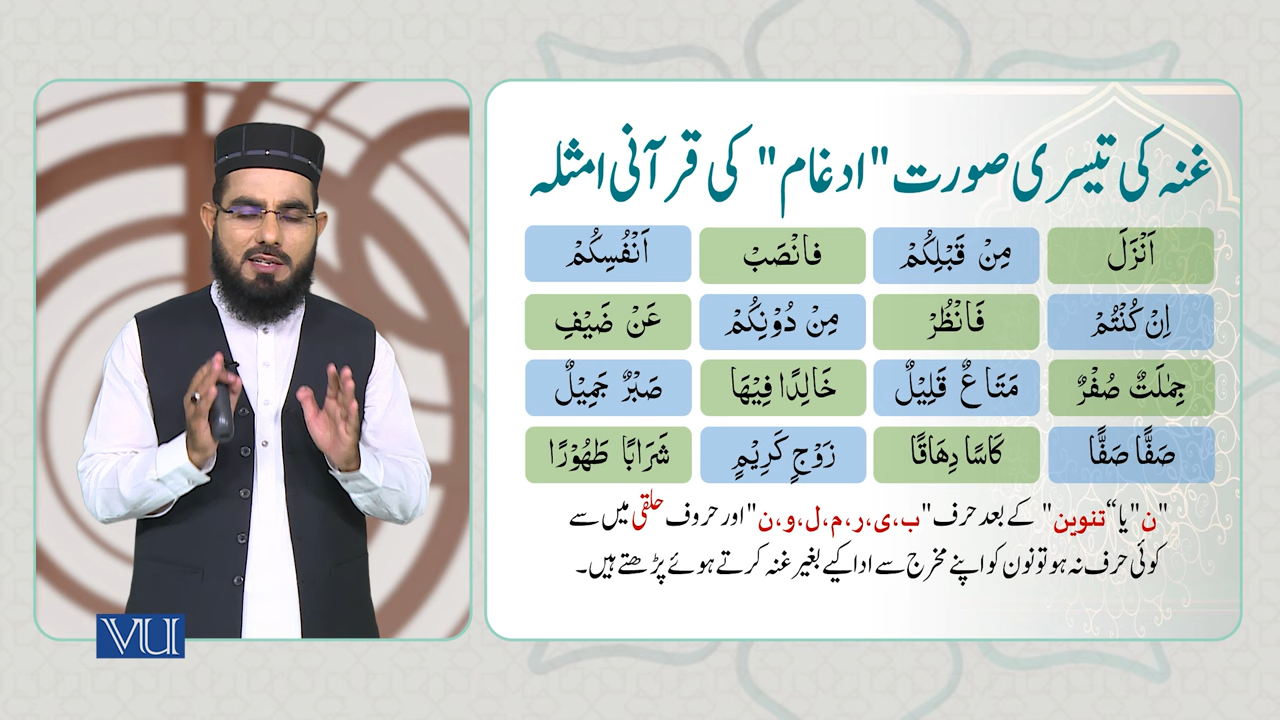 غنہ کی تیسری صورت "ادغام" کی قرآنی امثلہ
اَنْزَلَ مِنْ قَبْلِكُمْ فانْصَبْ اَنْفُسِكُمْ
اِنْ كُنْتُمْ فَانْظُرْ مِنْ دُوْنِكُمْ عَنْ ضَيْفِ
جِمٰلَتٌ صُفْرٌ مَتَاعٌ قَلِيْلٌ خَالِدًا فِيْهَا صَبْرٌ جَمِيْلٌ
صَفًّا صَفًّا كَاسًا دِهَاقًا زَوْجٍ كَرِيْمٍ شَرَابًا طَهُوْرًا
"ن" یا "تنوین" کے بعد حرف "ب،ی،ر،م،ل،و،ن" اور حروف حلقی میں سے
کوئی حرف نہ ہو تو نون کو اپنے مخرج سے ادا کیے بغیر غنہ کرتے ہوئے پڑھتے ہیں۔
VU